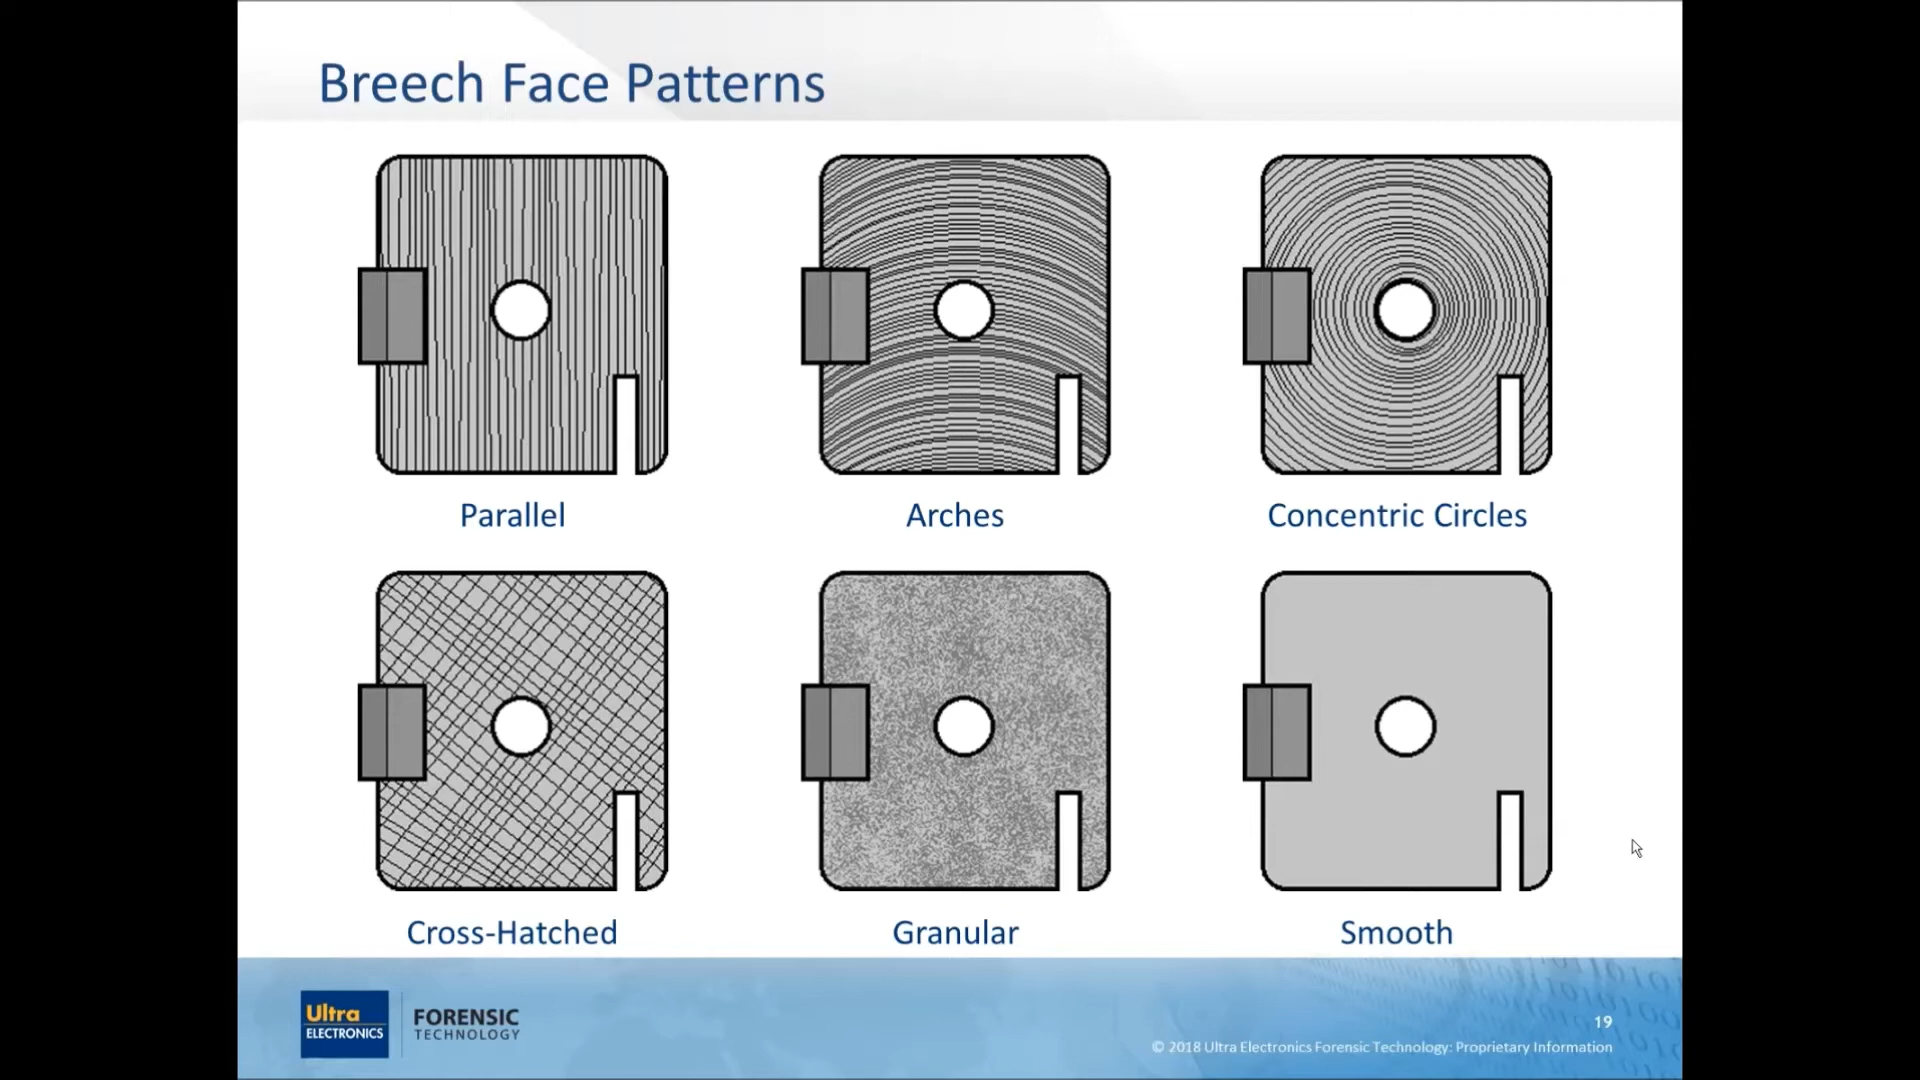 Breech Face Patterns
Parallel
Arches
Concentric Circles
Cross-Hatched
Granular
Smooth
Ultra
ELECTRONICS
FORENSIC
TECHNOLOGY
19
© 2018 Ultra Electronics Forensic Technology: Proprietary Information